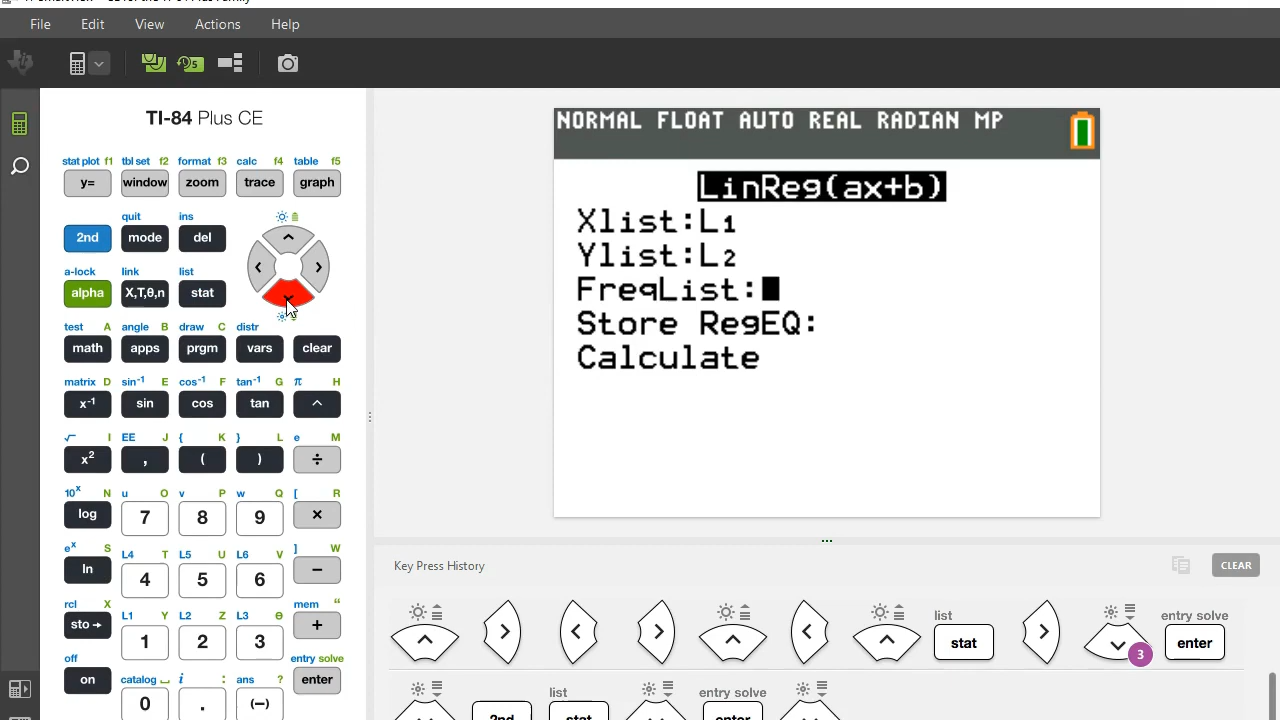 File Edit View Actions Help
TI-84 Plus CE
stat plot f1 tbl set f2 format f3 calc f4 table f5
y= window zoom trace graph
quit ins
2nd mode del
a-lock link list
alpha X,T,θ,n stat
test A angle B draw C distr
math apps prgm vars clear
matrix D sin⁻¹ E cos⁻¹ F tan⁻¹ G π H
x⁻¹ sin cos tan ^
√ I EE J { K } L e M
x² , ( ) ÷
10ˣ N u O v P w Q [ R
log 7 8 9 ×
eˣ S L4 T L5 U L6 V ] W
ln 4 5 6 −
rcl X L1 Y L2 Z L3 θ mem “
sto→ 1 2 3 +
off catalog ⎵ i : ans ? entry solve
on 0 . (−) enter
NORMAL FLOAT AUTO REAL RADIAN MP
LinReg(ax+b)
Xlist:L1
Ylist:L2
FreqList:
Store RegEQ:
Calculate
Key Press History
CLEAR
list entry solve
stat 3 enter
list entry solve
2nd stat enter